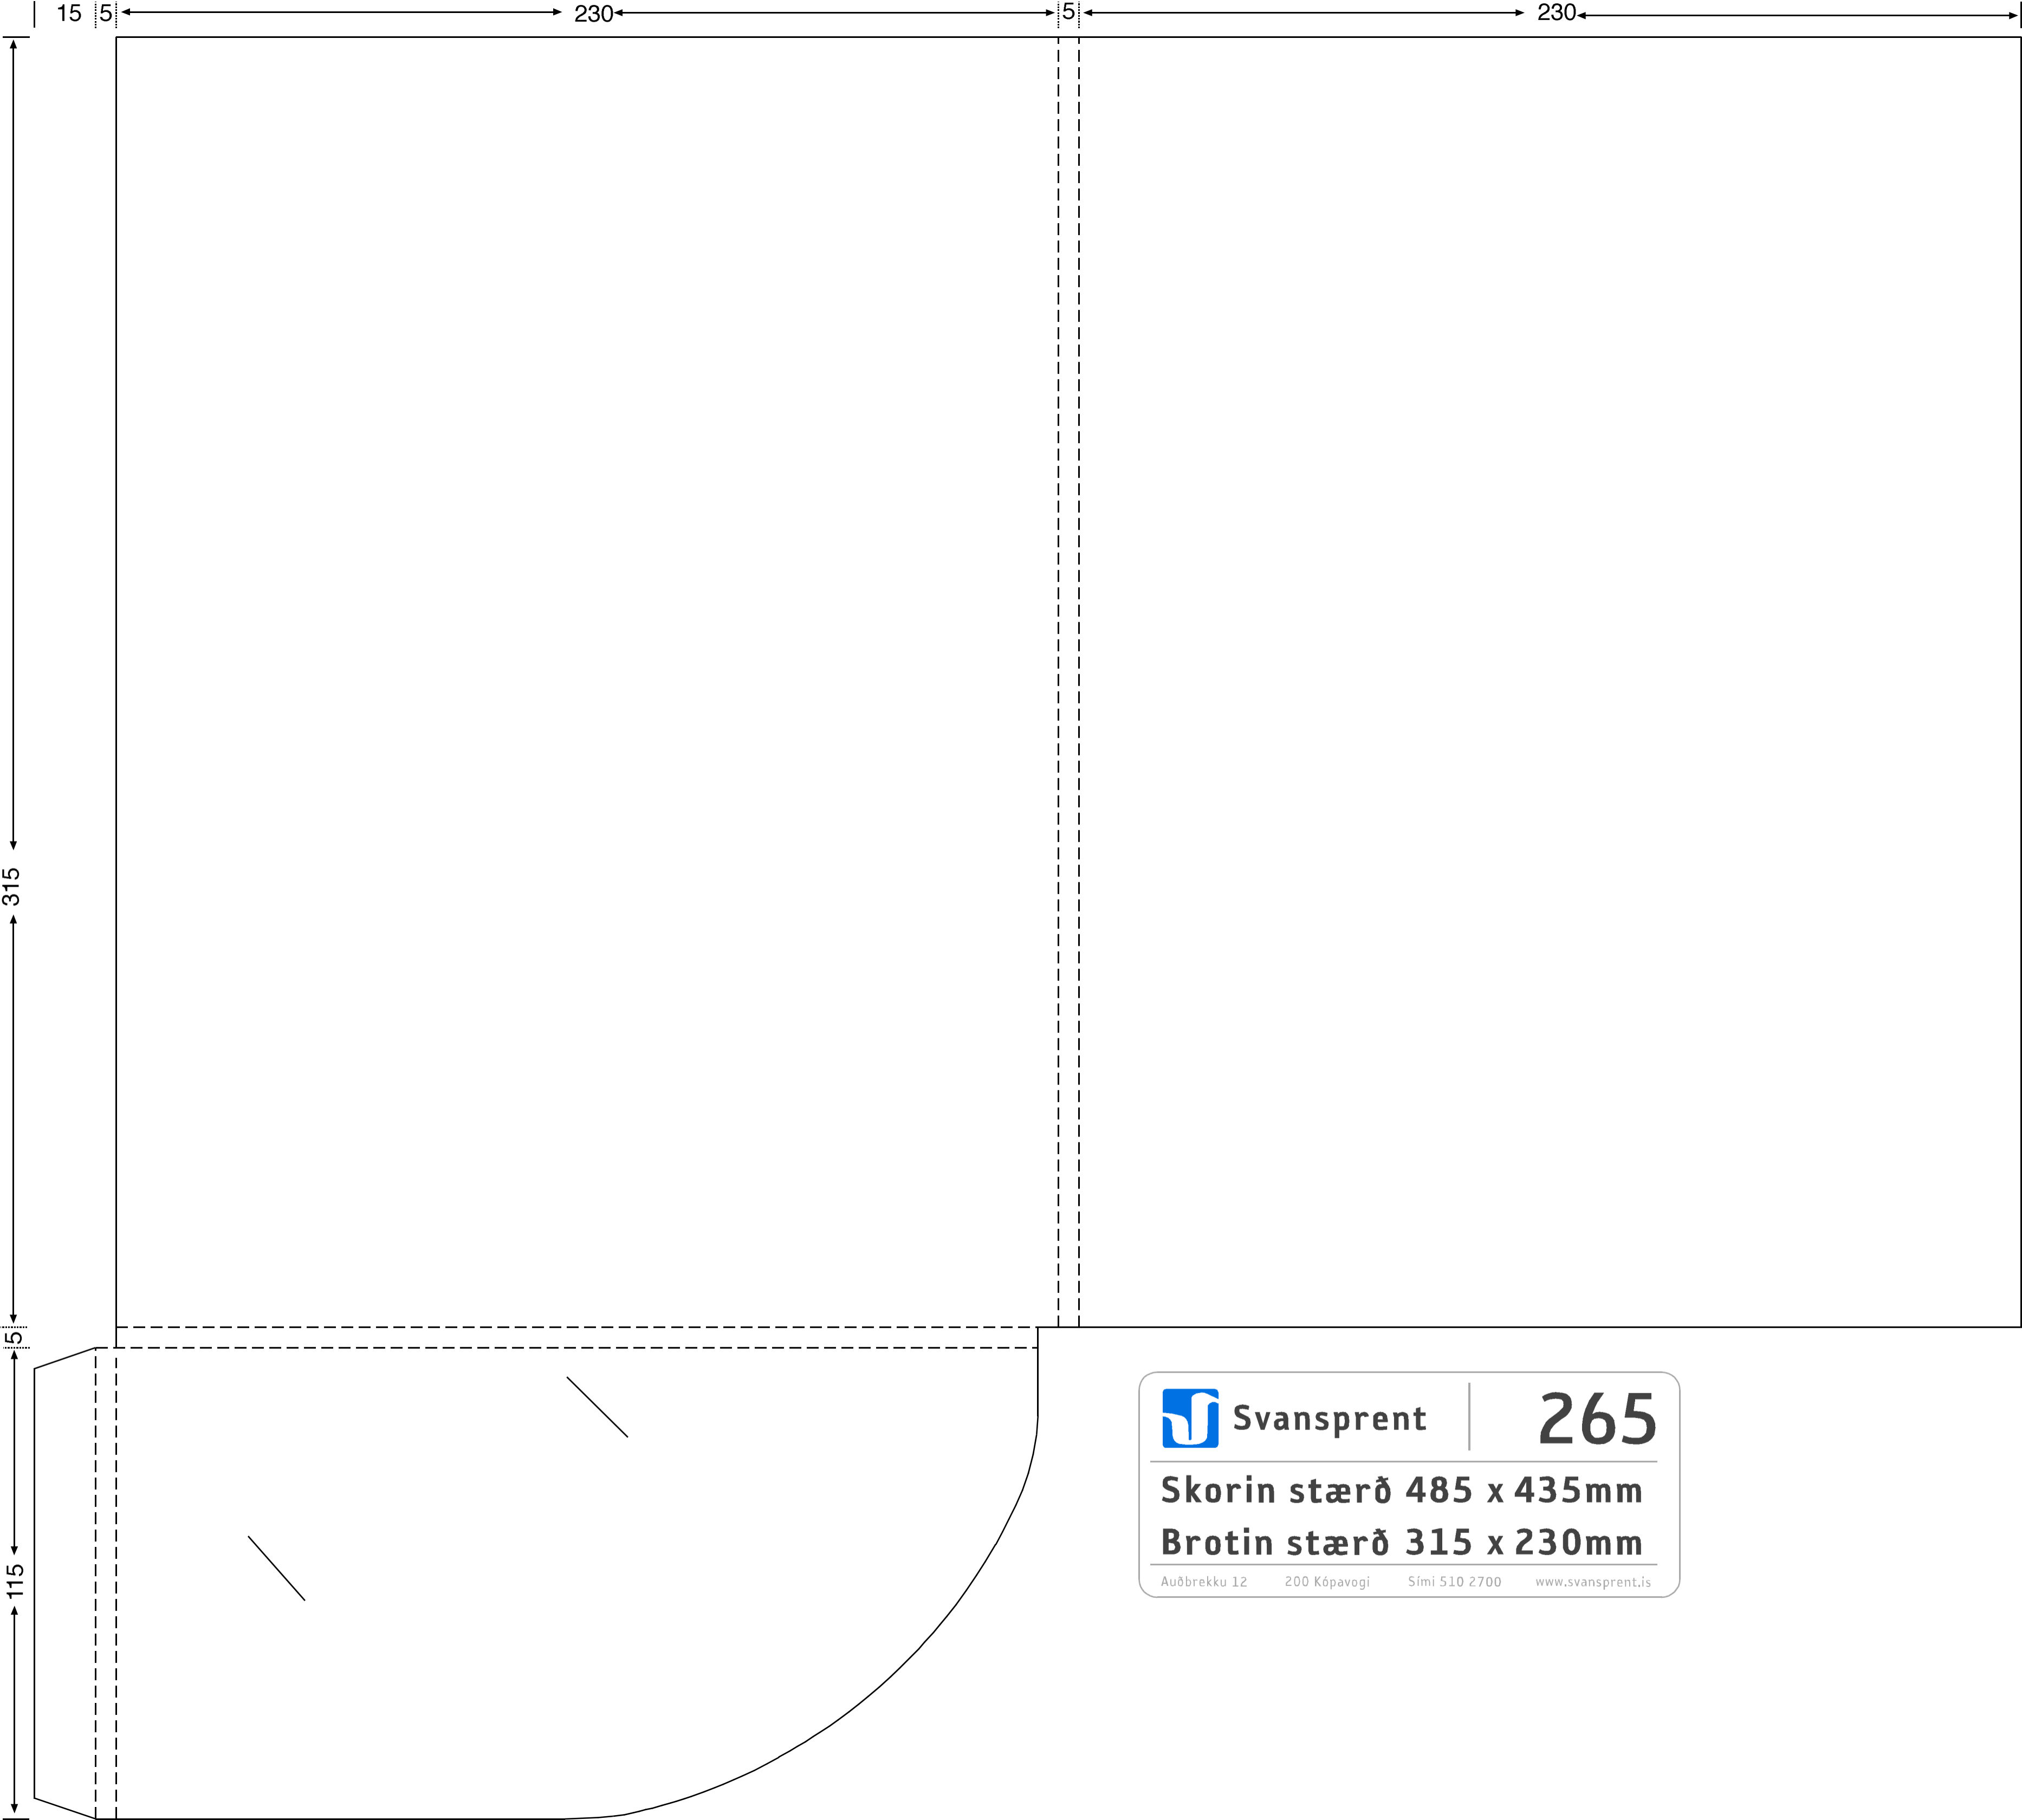 15 5 230 5 230
315
5
115
Svansprent 265
Skorin stærð 485 x 435mm
Brotin stærð 315 x 230mm
Auðbrekku 12 200 Kópavogi Sími 510 2700 www.svansprent.is